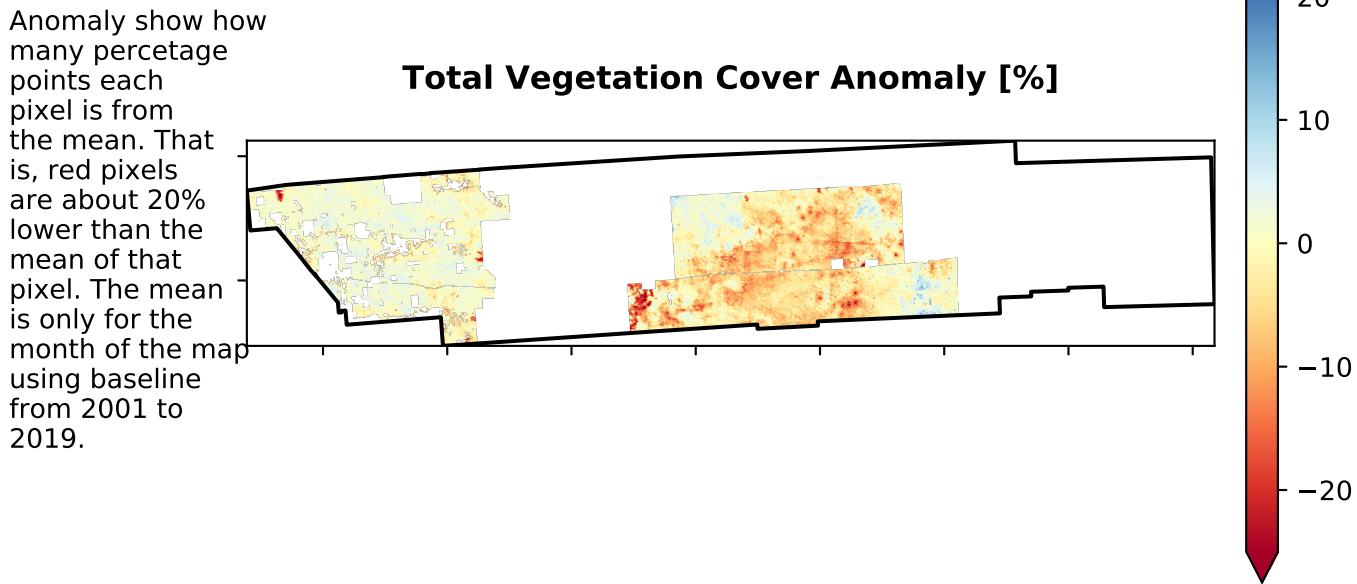 Anomaly show how
many percetage
points each
pixel is from
the mean. That
is, red pixels
are about 20%
lower than the
mean of that
pixel. The mean
is only for the
month of the map
using baseline
from 2001 to
2019.
Total Vegetation Cover Anomaly [%]
20
10
0
−10
−20